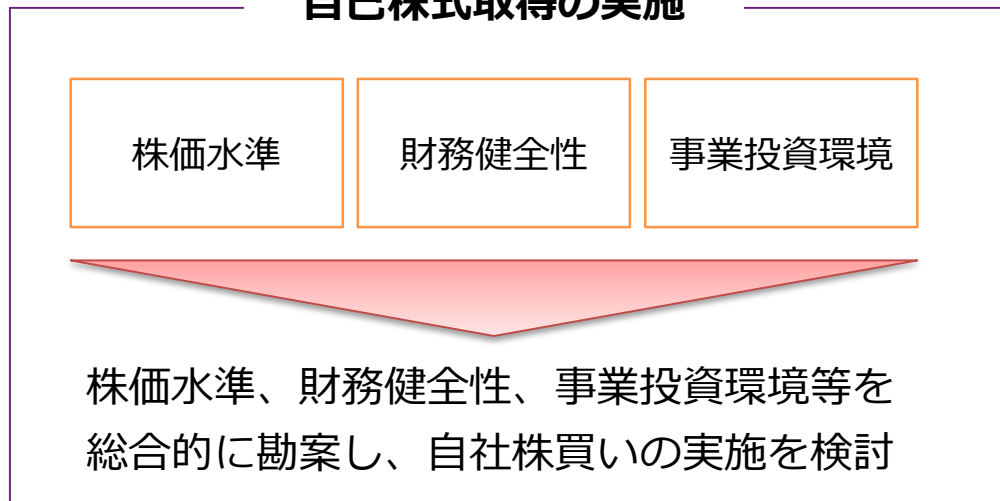 自己株式取得の実施
株価水準
財務健全性
事業投資環境
株価水準、財務健全性、事業投資環境等を
総合的に勘案し、自社株買いの実施を検討